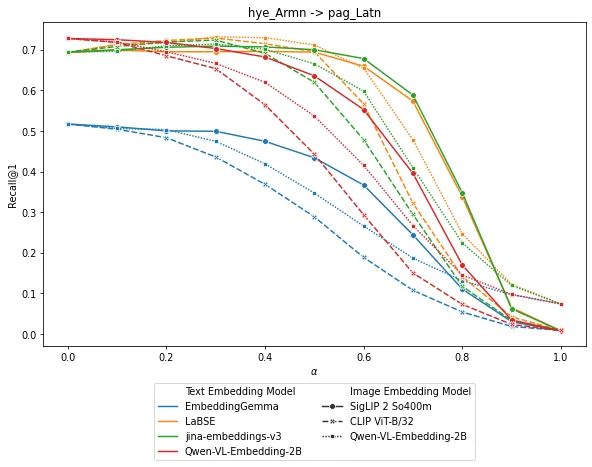 hye_Armn -> pag_Latn
Recall@1
0.7
0.6
0.5
0.4
0.3
0.2
0.1
0.0
0.0 0.2 0.4 0.6 0.8 1.0
α
Text Embedding Model Image Embedding Model
EmbeddingGemma SigLIP 2 So400m
LaBSE CLIP ViT-B/32
jina-embeddings-v3 Qwen-VL-Embedding-2B
Qwen-VL-Embedding-2B